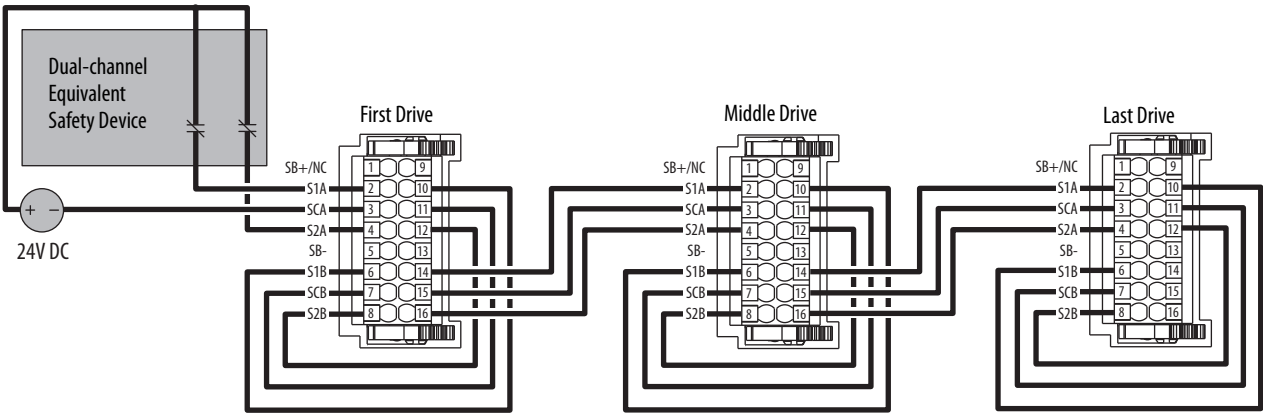 Dual-channel
Equivalent
Safety Device
+ −
24V DC
First Drive
SB+/NC 1 9
S1A 2 10
SCA 3 11
S2A 4 12
SB- 5 13
S1B 6 14
SCB 7 15
S2B 8 16
Middle Drive
SB+/NC 1 9
S1A 2 10
SCA 3 11
S2A 4 12
SB- 5 13
S1B 6 14
SCB 7 15
S2B 8 16
Last Drive
SB+/NC 1 9
S1A 2 10
SCA 3 11
S2A 4 12
SB- 5 13
S1B 6 14
SCB 7 15
S2B 8 16